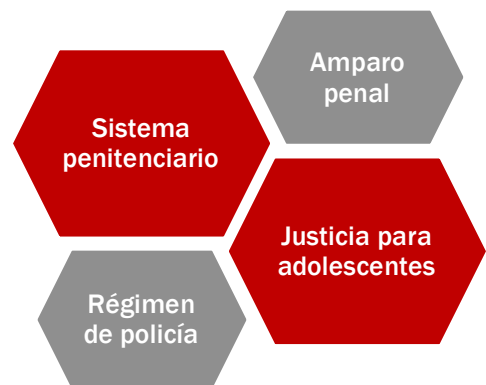 Amparo
penal
Sistema
penitenciario
Justicia para
adolescentes
Régimen
de policía